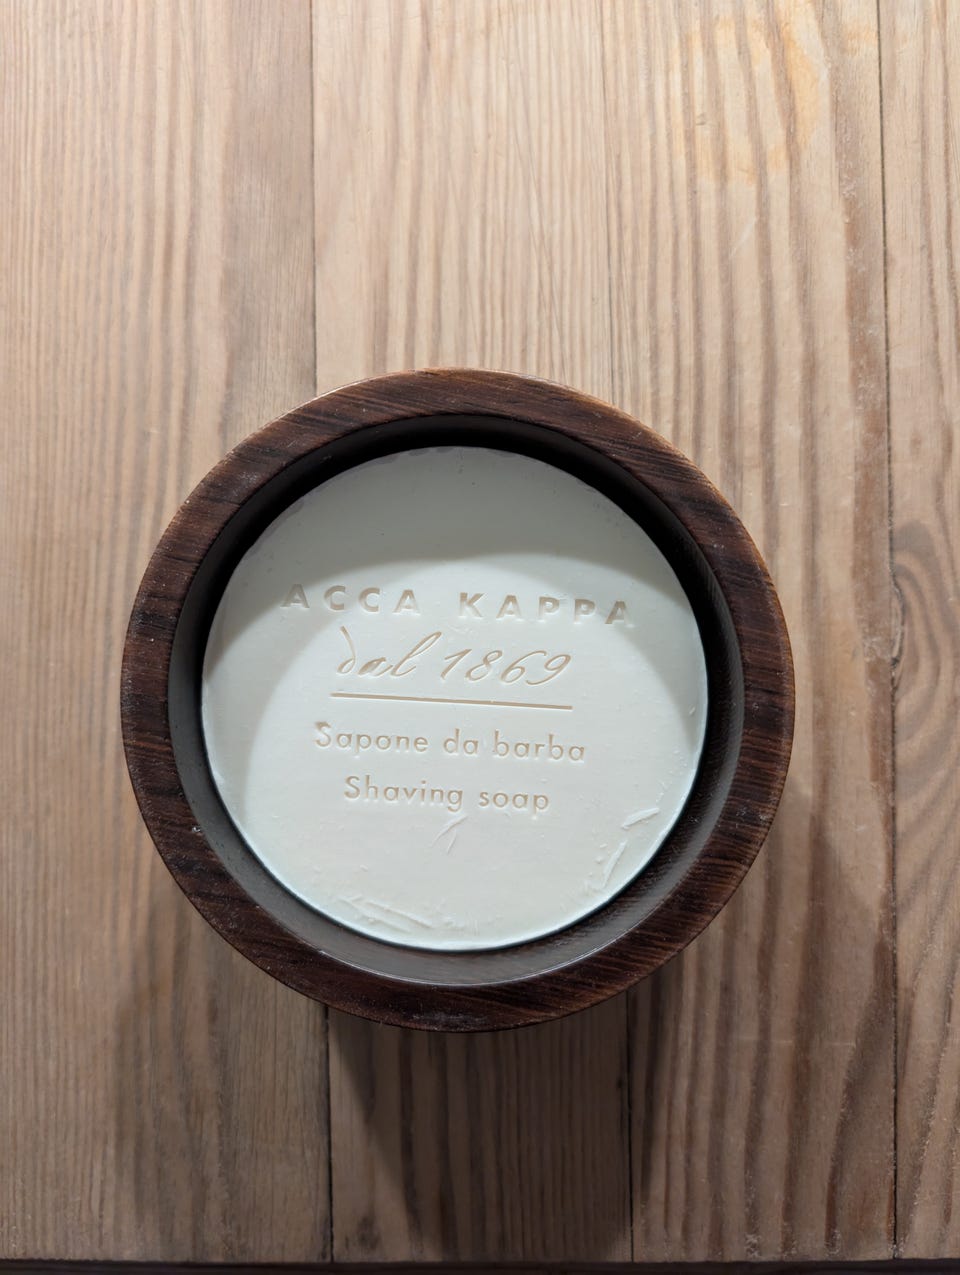 ACCA KAPPA
dal 1869
Sapone da barba
Shaving soap